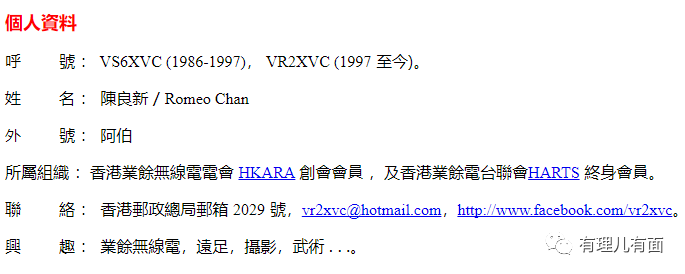 個人資料
呼 號： VS6XVC (1986-1997)， VR2XVC (1997 至今)。
姓 名： 陳良新 / Romeo Chan
外 號： 阿伯
所屬組織： 香港業餘無線電電會 HKARA 創會會員 ，及香港業餘電台聯會HARTS 終身會員。
聯 絡： 香港郵政總局郵箱 2029 號，vr2xvc@hotmail.com，http://www.facebook.com/vr2xvc。
興 趣： 業餘無線電，遠足，攝影，武術 . . .。
有理儿有面